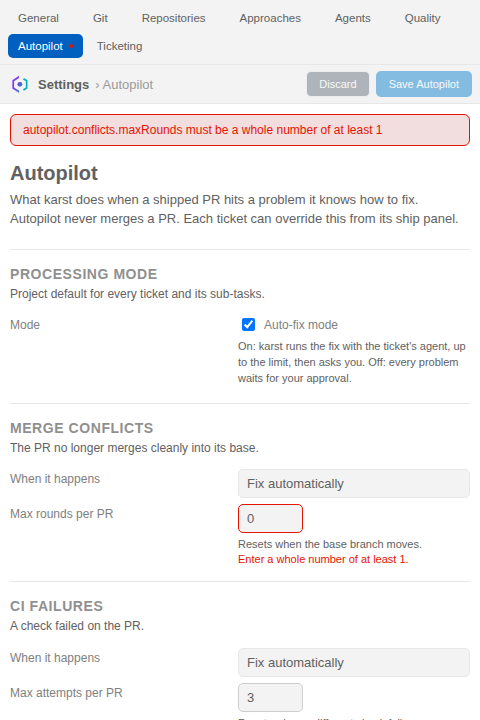 General Git Repositories Approaches Agents Quality
Autopilot Ticketing
Settings › Autopilot Discard Save Autopilot
autopilot.conflicts.maxRounds must be a whole number of at least 1
Autopilot
What karst does when a shipped PR hits a problem it knows how to fix.
Autopilot never merges a PR. Each ticket can override this from its ship panel.
PROCESSING MODE
Project default for every ticket and its sub-tasks.
Mode Auto-fix mode
On: karst runs the fix with the ticket's agent, up
to the limit, then asks you. Off: every problem
waits for your approval.
MERGE CONFLICTS
The PR no longer merges cleanly into its base.
When it happens Fix automatically
Max rounds per PR 0
Resets when the base branch moves.
Enter a whole number of at least 1.
CI FAILURES
A check failed on the PR.
When it happens Fix automatically
Max attempts per PR 3